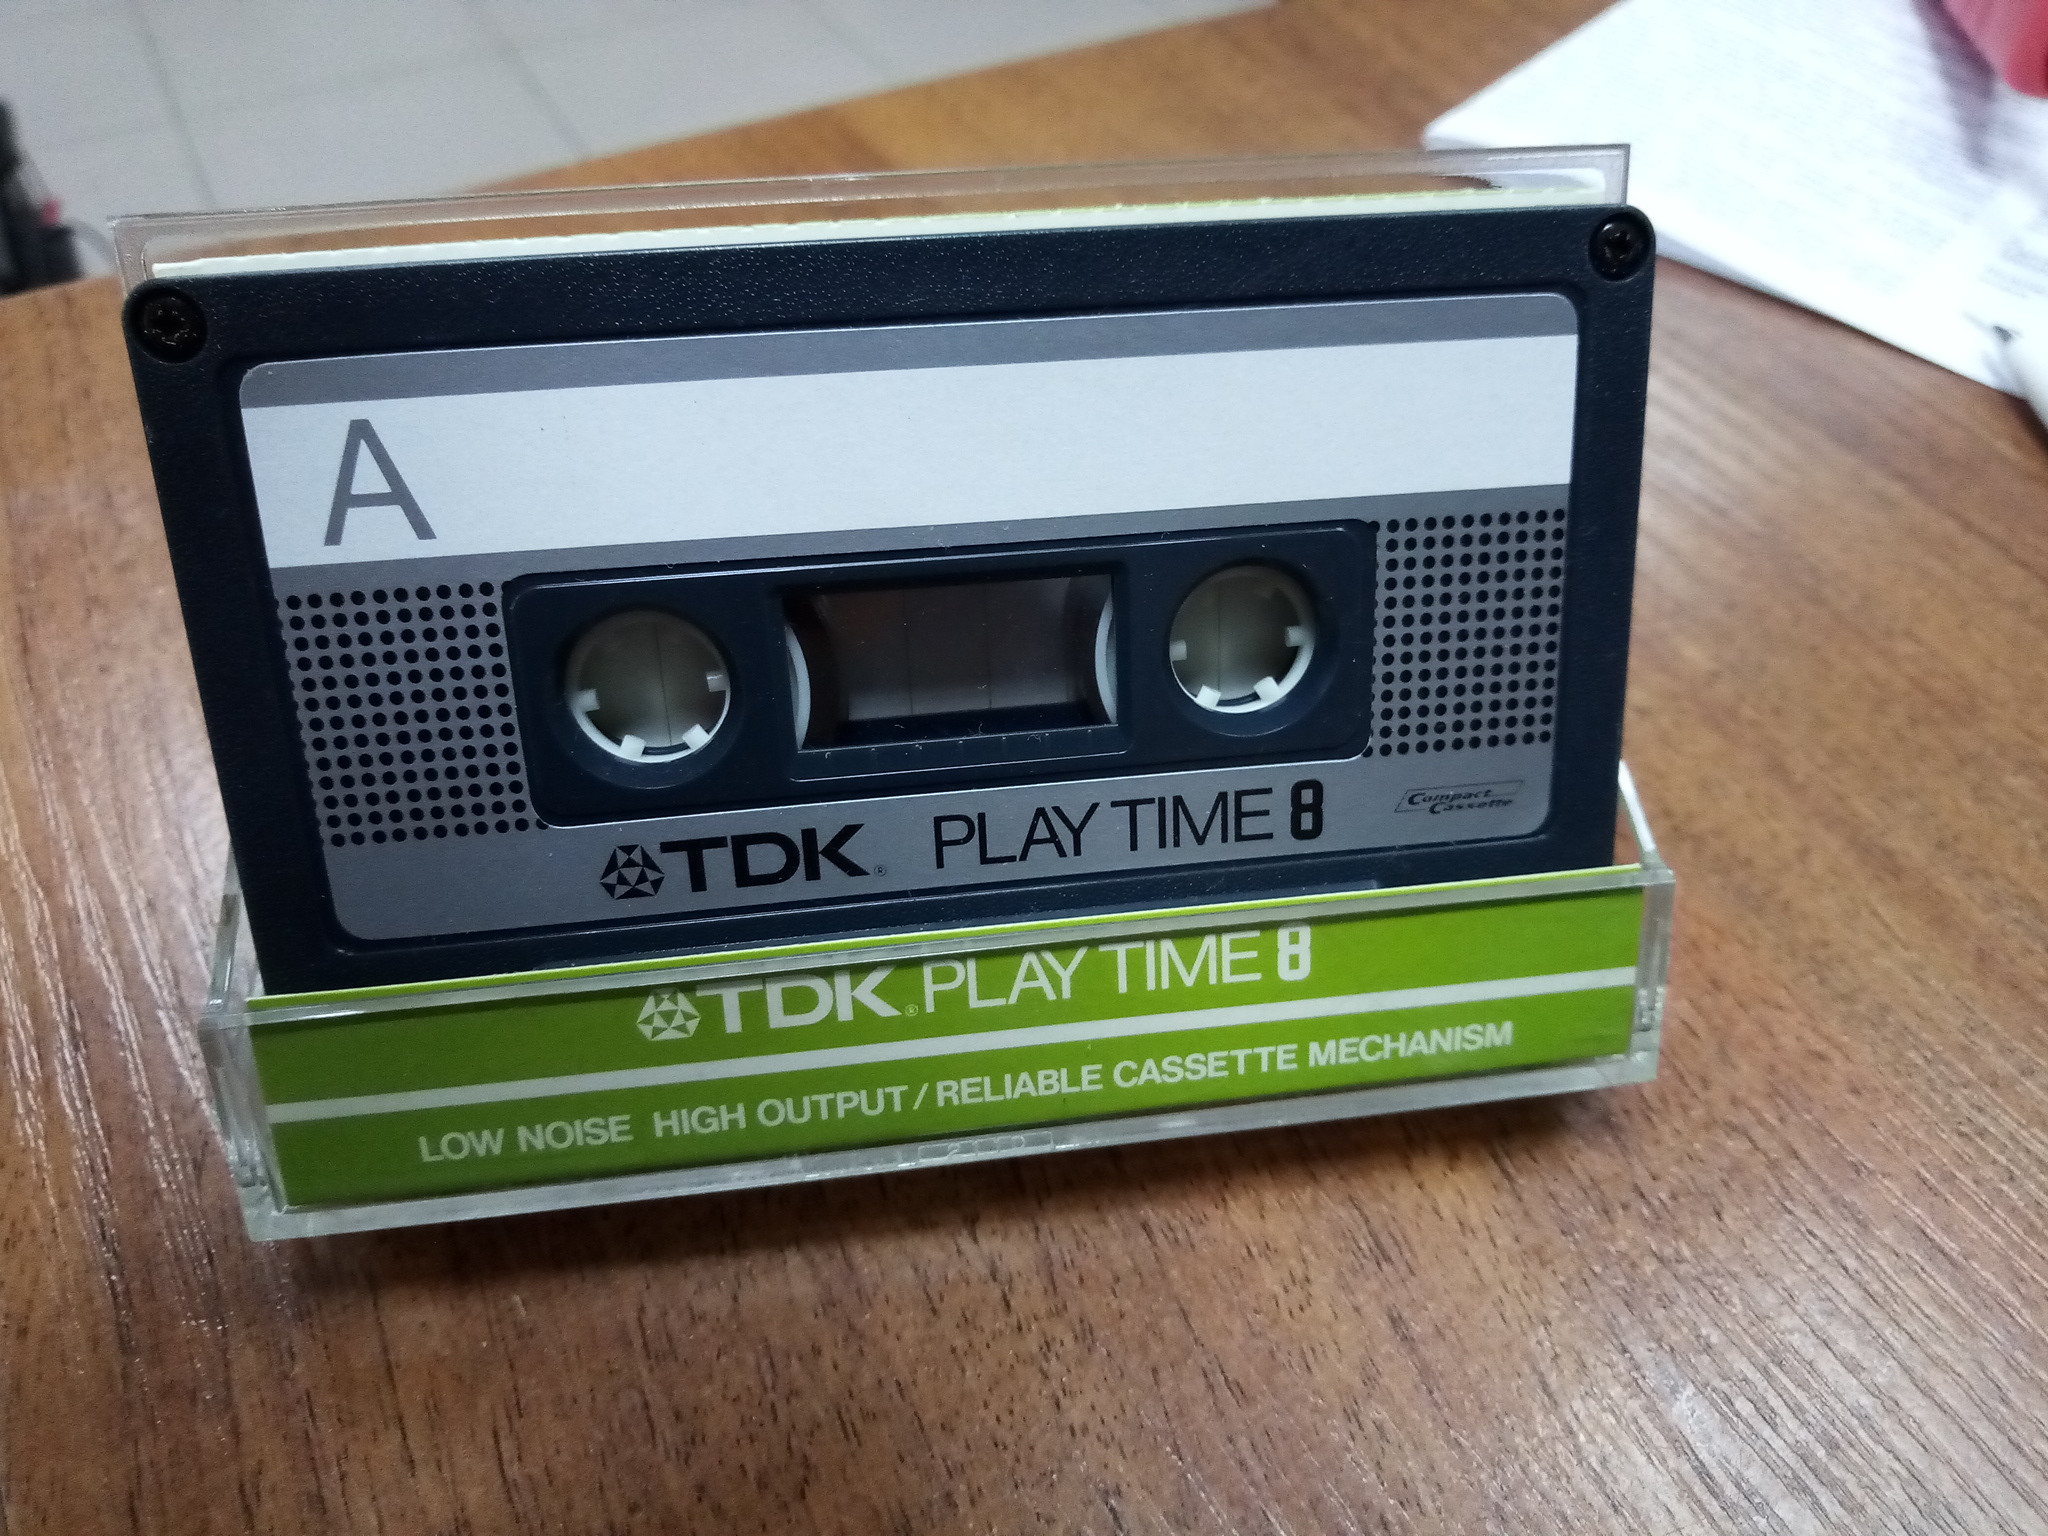 A
TDK® PLAY TIME 8
Compact
Cassette
TDK® PLAY TIME 8
LOW NOISE HIGH OUTPUT/RELIABLE CASSETTE MECHANISM